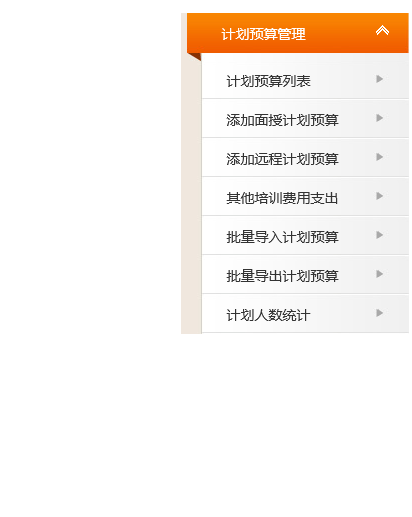 计划预算管理
计划预算列表
添加面授计划预算
添加远程计划预算
其他培训费用支出
批量导入计划预算
批量导出计划预算
计划人数统计